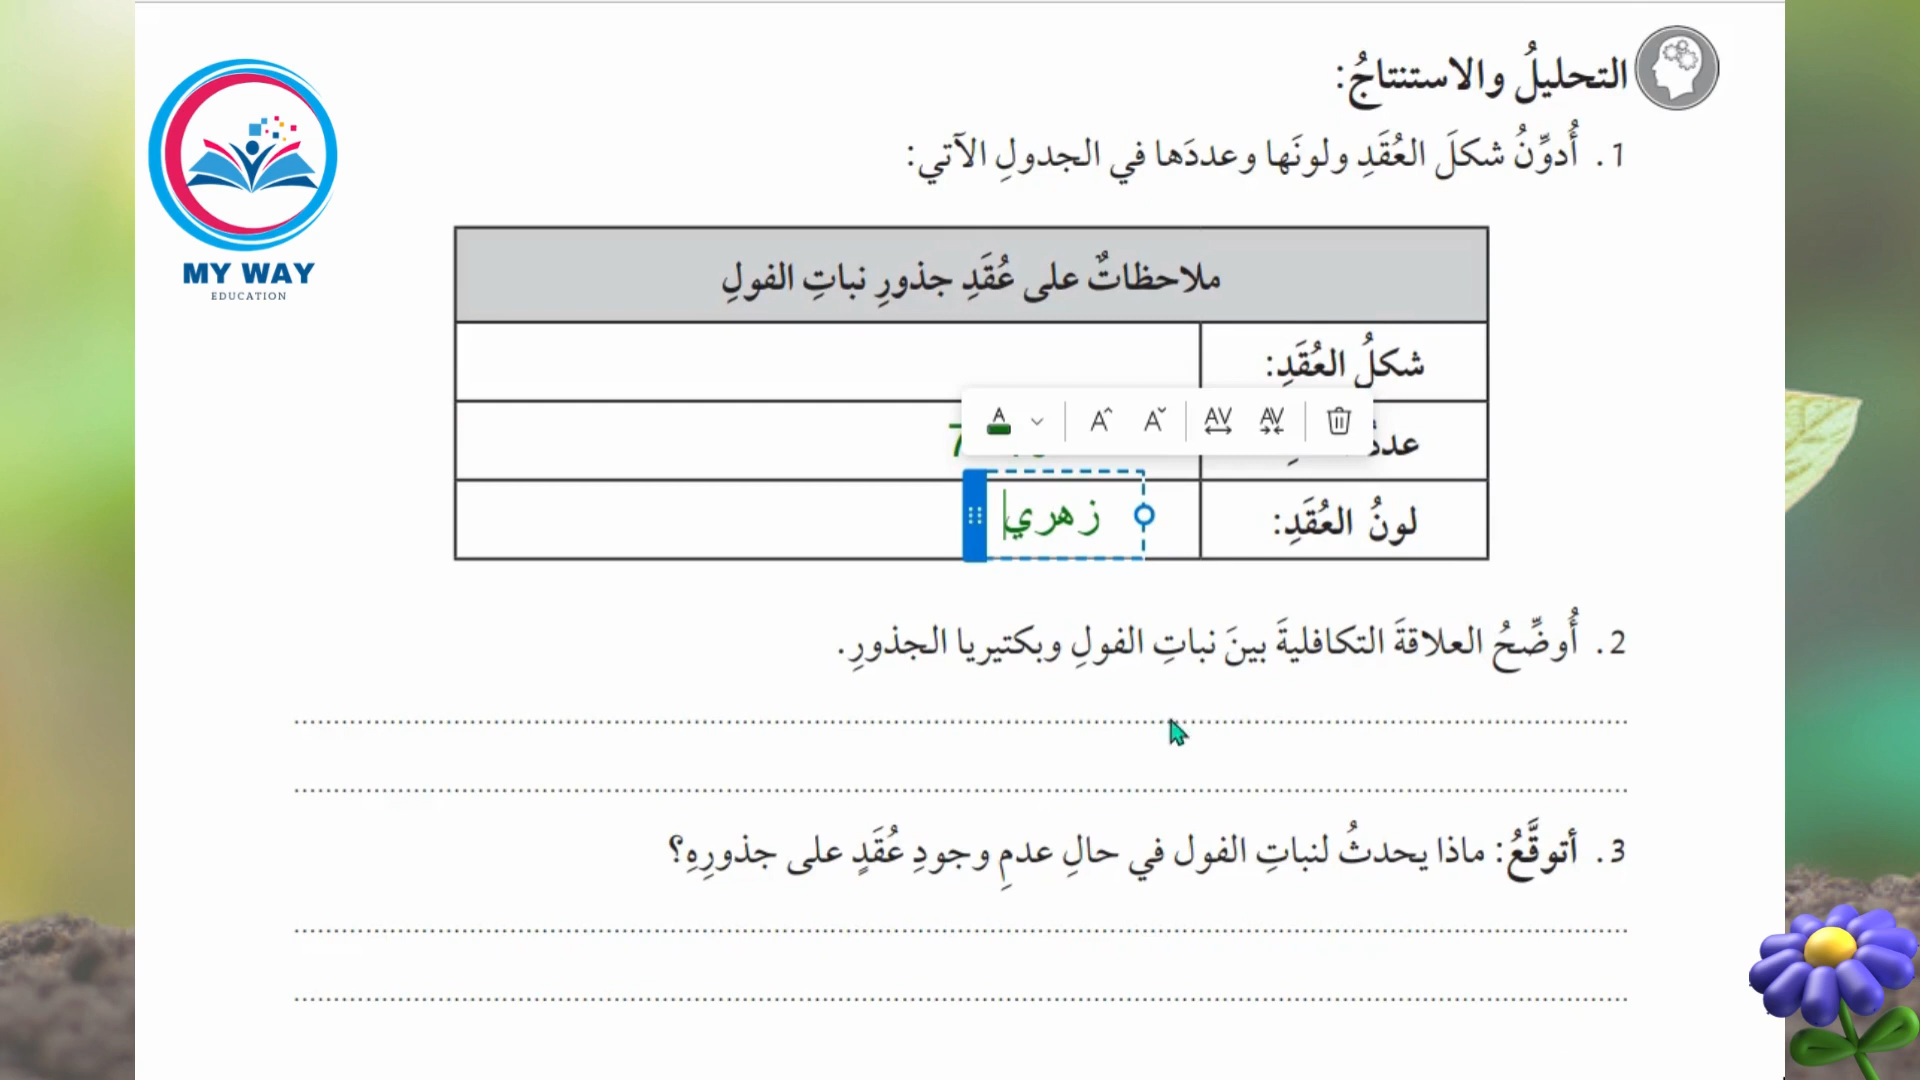 التحليلُ والاستنتاجُ:
MY WAY
EDUCATION
1. أُدوِّنُ شكلَ العُقَدِ ولونَها وعددَها في الجدولِ الآتي:
ملاحظاتٌ على عُقَدِ جذورِ نباتِ الفولِ
شكلُ العُقَدِ:
لونُ العُقَدِ:
زهري
2. أُوضِّحُ العلاقةَ التكافليةَ بينَ نباتِ الفولِ وبكتيريا الجذورِ.
3. أتوقَّعُ: ماذا يحدثُ لنباتِ الفول في حالِ عدمِ وجودِ عُقَدٍ على جذورِهِ؟